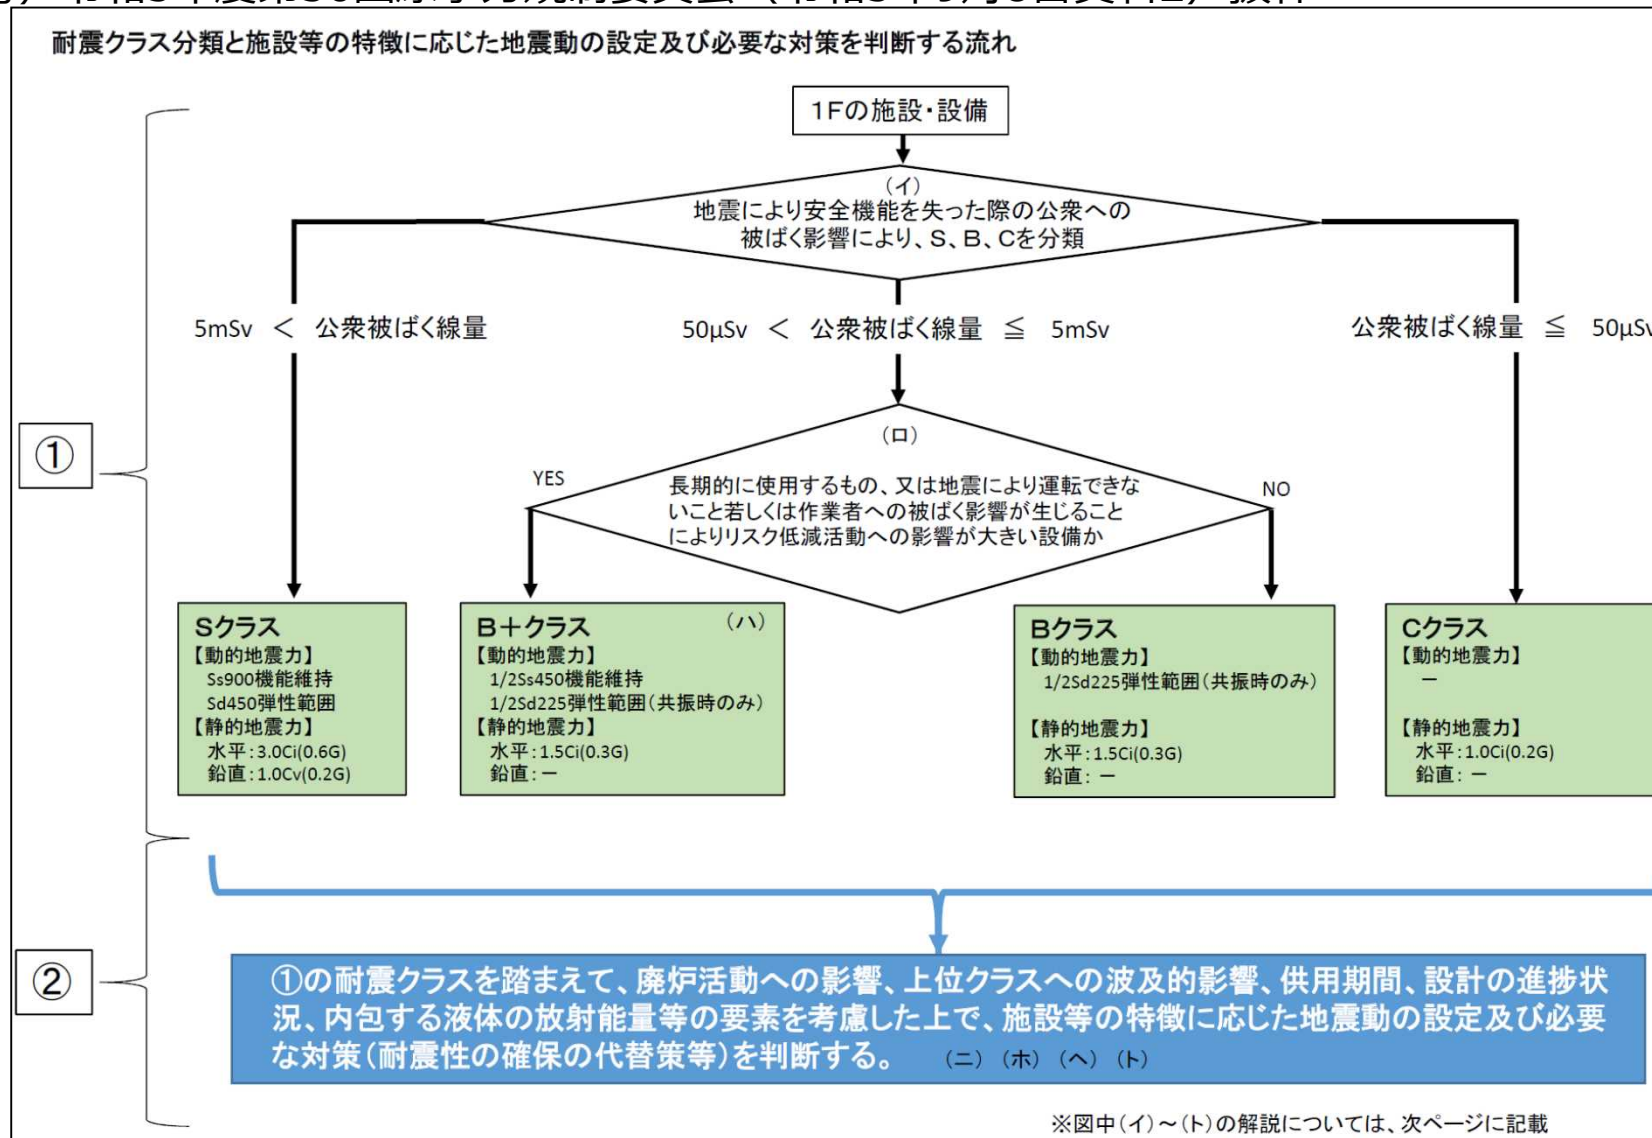 耐震クラス分類と施設等の特徴に応じた地震動の設定及び必要な対策を判断する流れ
1Fの施設・設備
(イ)
地震により安全機能を失った際の公衆への
被ばく影響により、S、B、Cを分類
5mSv ＜ 公衆被ばく線量
50μSv ＜ 公衆被ばく線量 ≦ 5mSv
公衆被ばく線量 ≦ 50μSv
①
(ロ)
YES
NO
長期的に使用するもの、又は地震により運転できな
いこと若しくは作業者への被ばく影響が生じること
によりリスク低減活動への影響が大きい設備か
Sクラス
【動的地震力】
Ss900機能維持
Sd450弾性範囲
【静的地震力】
水平:3.0Ci(0.6G)
鉛直:1.0Cv(0.2G)
B＋クラス (ハ)
【動的地震力】
1/2Ss450機能維持
1/2Sd225弾性範囲(共振時のみ)
【静的地震力】
水平:1.5Ci(0.3G)
鉛直:－
Bクラス
【動的地震力】
1/2Sd225弾性範囲(共振時のみ)
【静的地震力】
水平:1.5Ci(0.3G)
鉛直: －
Cクラス
【動的地震力】
－
【静的地震力】
水平:1.0Ci(0.2G)
鉛直: －
②
①の耐震クラスを踏まえて、廃炉活動への影響、上位クラスへの波及的影響、供用期間、設計の進捗状
況、内包する液体の放射能量等の要素を考慮した上で、施設等の特徴に応じた地震動の設定及び必要
な対策(耐震性の確保の代替策等)を判断する。 (ニ) (ホ) (ヘ) (ト)
※図中(イ)～(ト)の解説については、次ページに記載